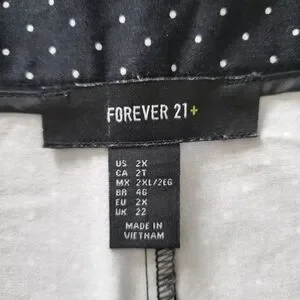 FOREVER 21+
US 2X
CA 2T
MX 2XL/2EG
BR 46
EU 2X
UK 22
MADE IN
VIETNAM